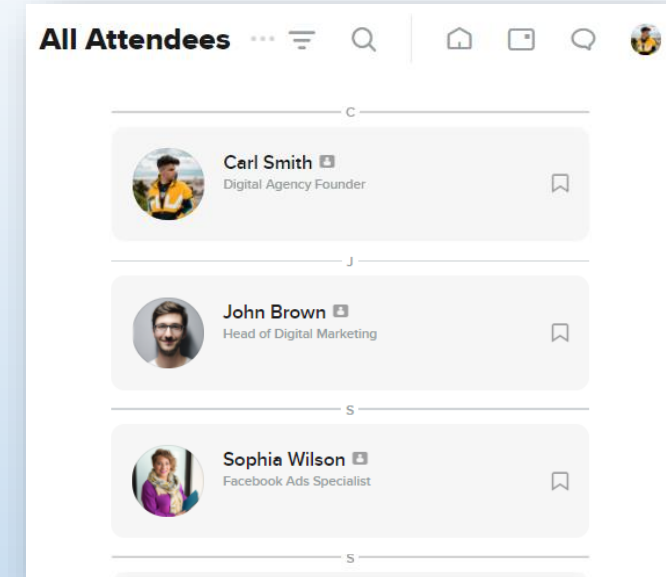 All Attendees
C
Carl Smith
Digital Agency Founder
J
John Brown
Head of Digital Marketing
S
Sophia Wilson
Facebook Ads Specialist
S